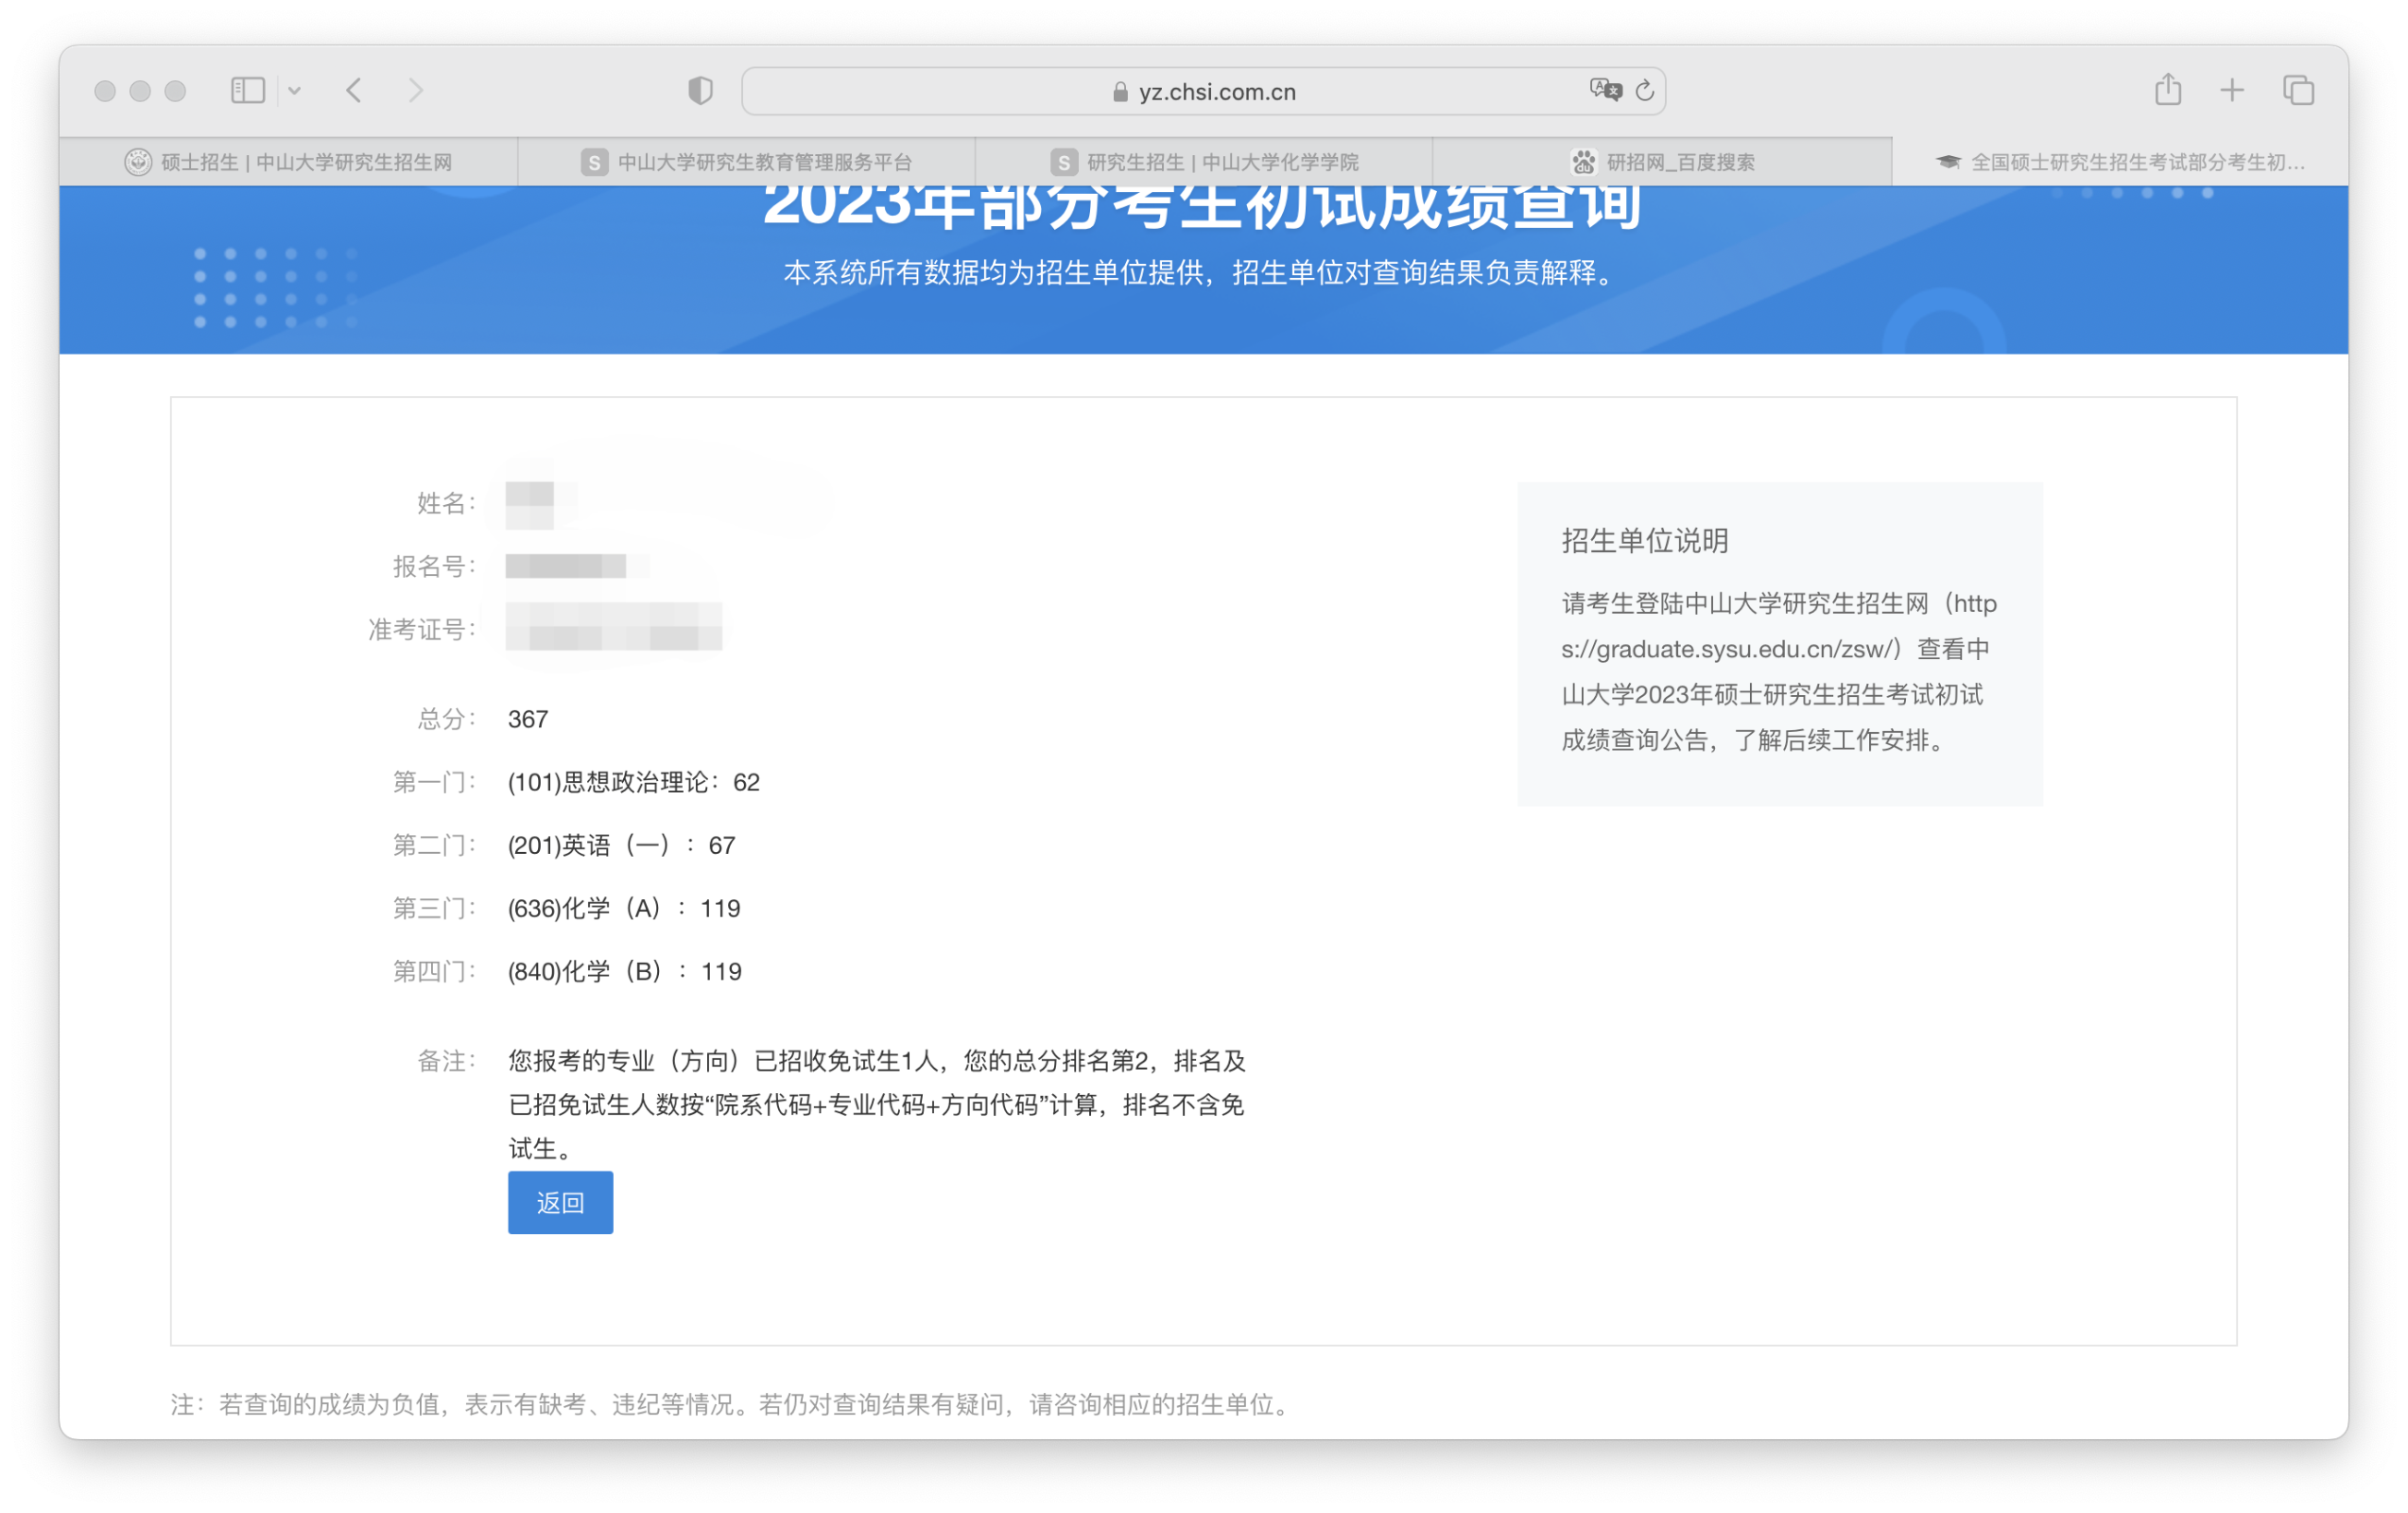 yz.chsi.com.cn
硕士招生 | 中山大学研究生招生网
S 中山大学研究生教育管理服务平台
S 研究生招生 | 中山大学化学学院
du 研招网_百度搜索
全国硕士研究生招生考试部分考生初...
2023年部分考生初试成绩查询
本系统所有数据均为招生单位提供，招生单位对查询结果负责解释。
姓名：
报名号：
准考证号：
总分： 367
第一门： (101)思想政治理论：62
第二门： (201)英语（一）：67
第三门： (636)化学（A）：119
第四门： (840)化学（B）：119
备注： 您报考的专业（方向）已招收免试生1人，您的总分排名第2，排名及
已招免试生人数按“院系代码+专业代码+方向代码”计算，排名不含免
试生。
返回
招生单位说明
请考生登陆中山大学研究生招生网（http
s://graduate.sysu.edu.cn/zsw/）查看中
山大学2023年硕士研究生招生考试初试
成绩查询公告，了解后续工作安排。
注：若查询的成绩为负值，表示有缺考、违纪等情况。若仍对查询结果有疑问，请咨询相应的招生单位。